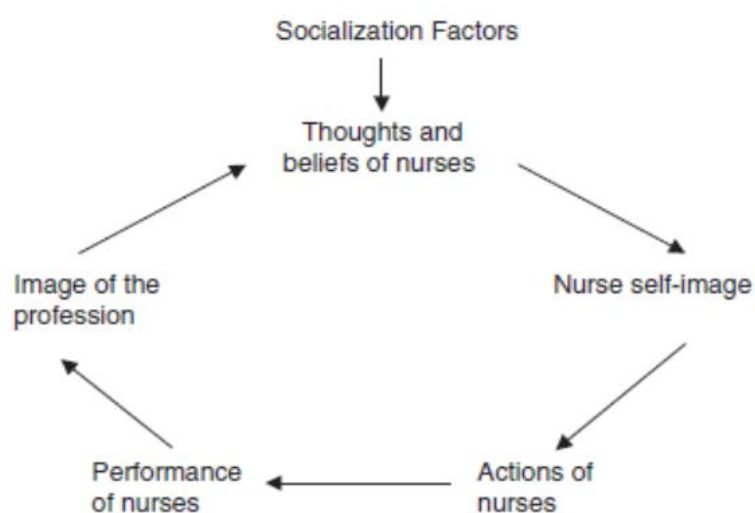 Socialization Factors
Thoughts and
beliefs of nurses
Image of the
profession
Nurse self-image
Performance
of nurses
Actions of
nurses